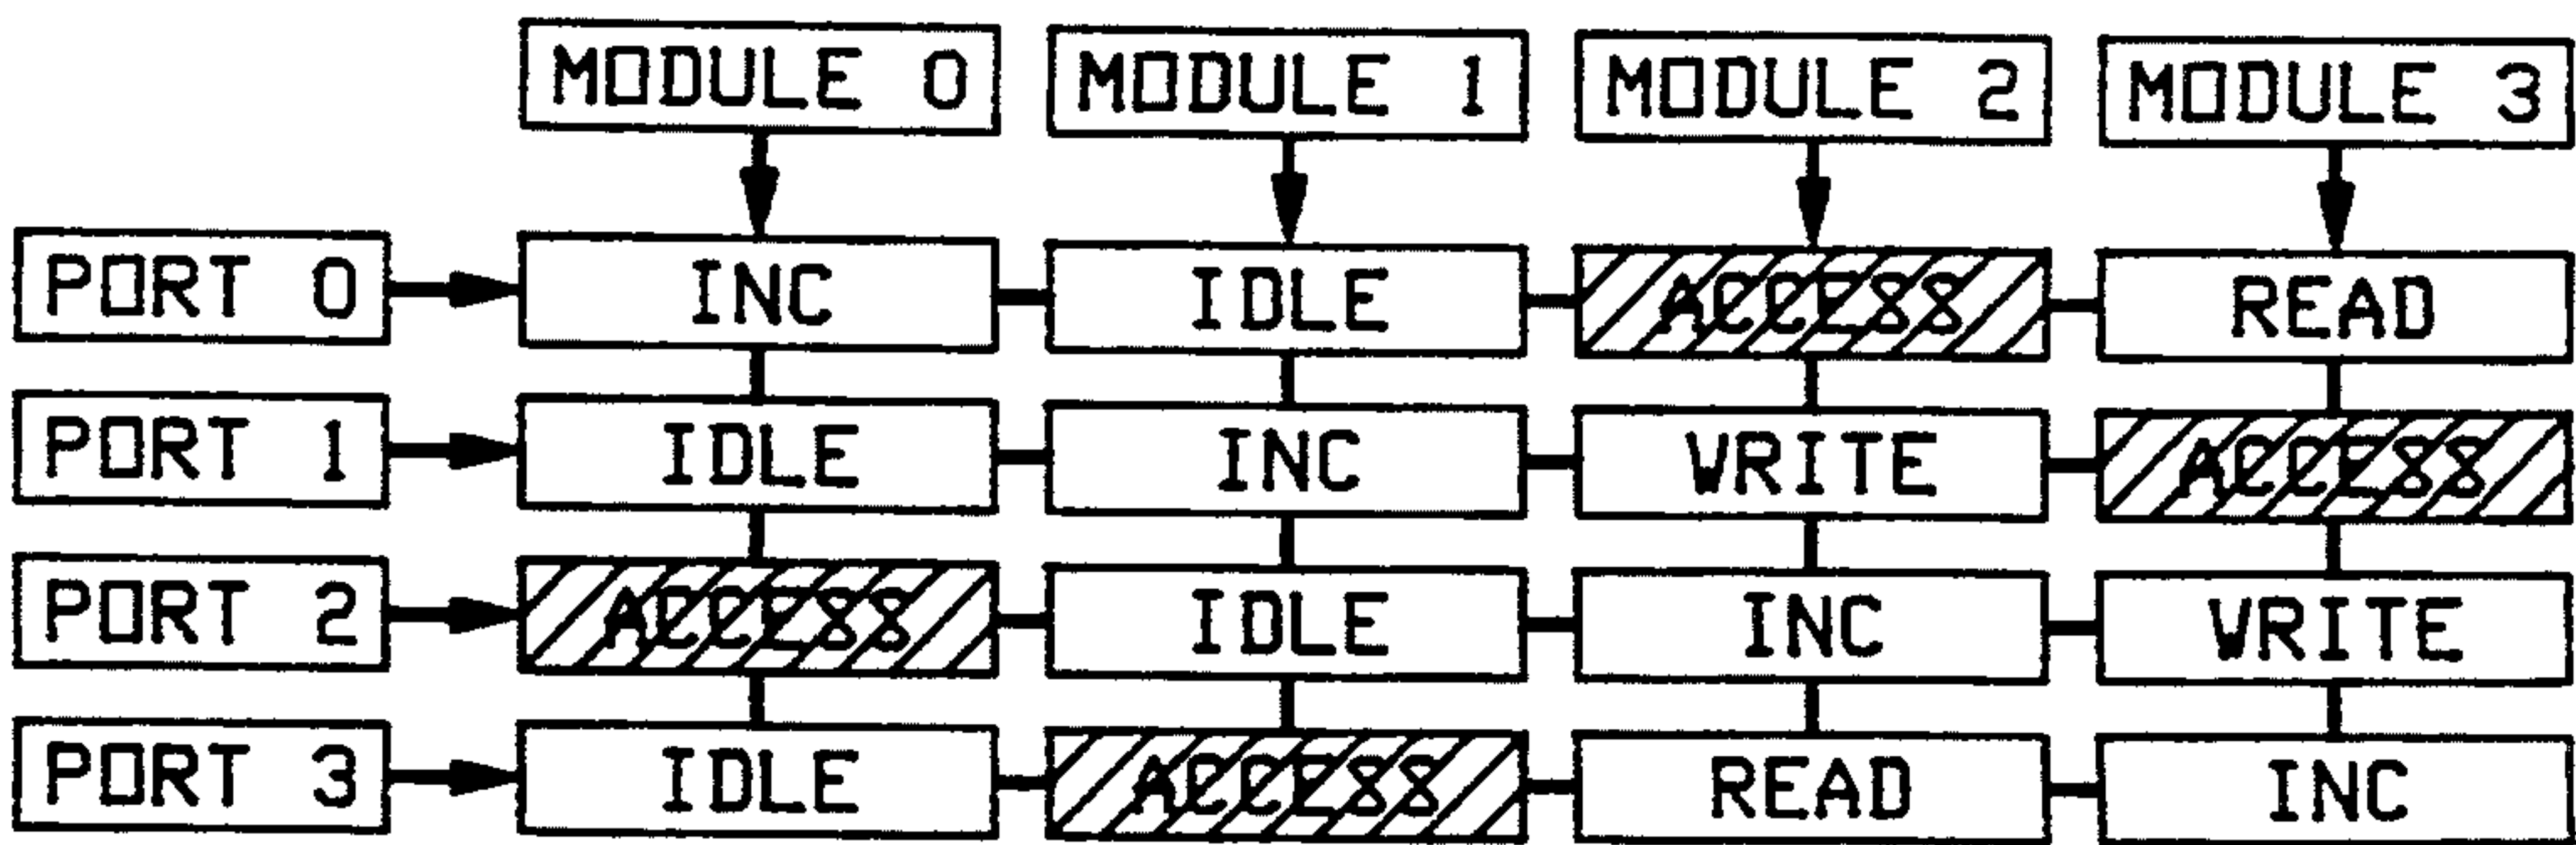 MODULE 0 MODULE 1 MODULE 2 MODULE 3
PORT 0 INC IDLE ACCESS READ
PORT 1 IDLE INC WRITE ACCESS
PORT 2 ACCESS IDLE INC WRITE
PORT 3 IDLE ACCESS READ INC